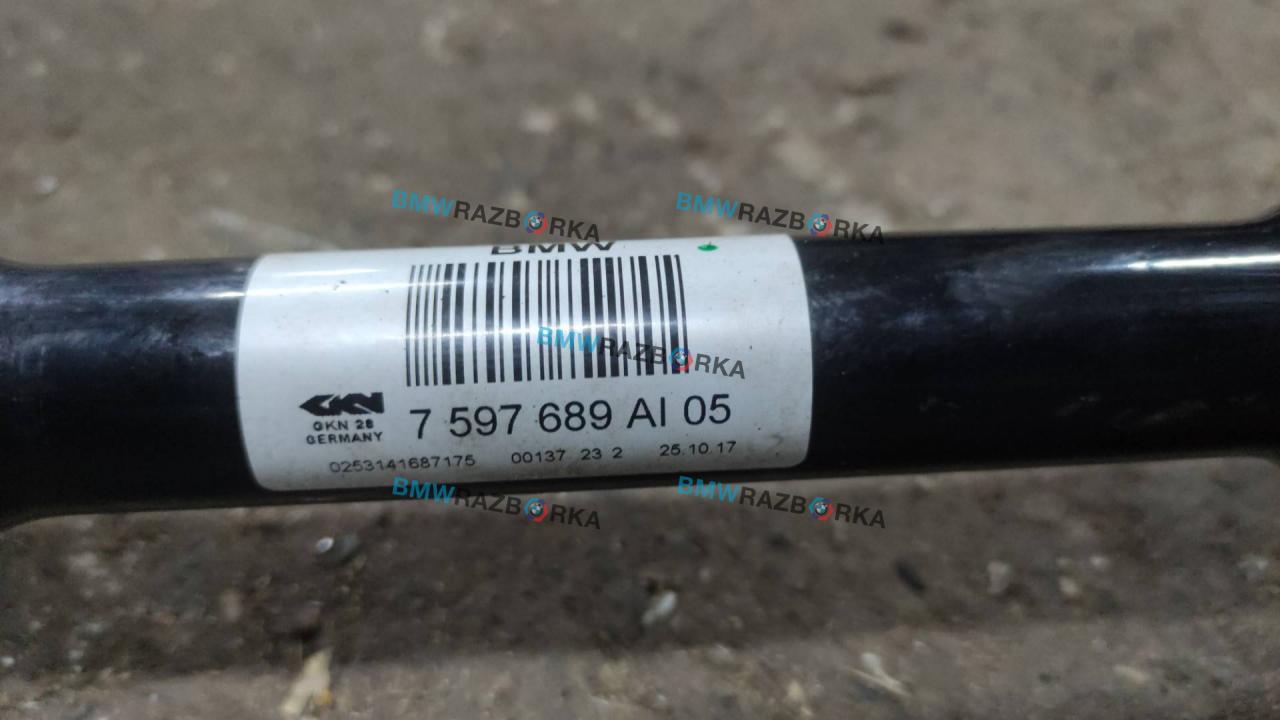 BMWRAZBORKA
BMWRAZBORKA
BMW
BMWRAZBORKA
GKN
GKN 28
GERMANY
7 597 689 AI 05
0253141687175 00137 23 2 25.10.17
BMWRAZBORKA
BMWRAZBORKA